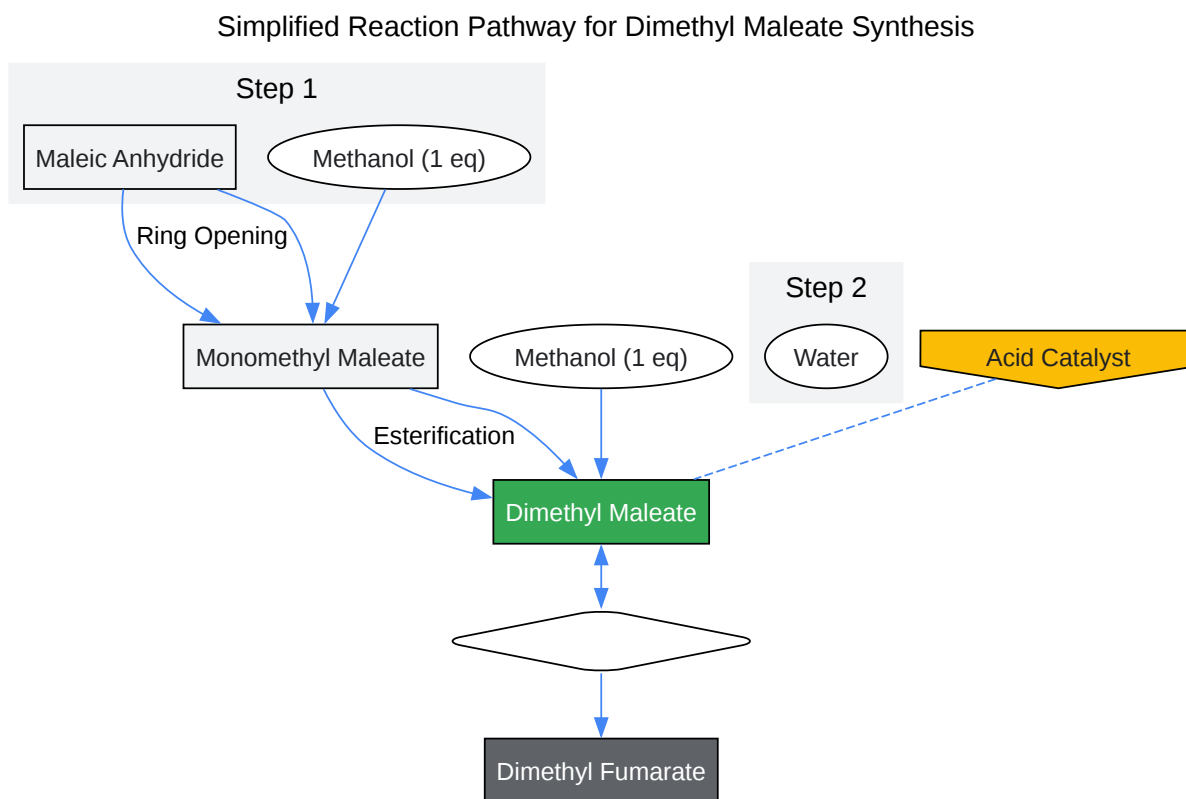 Simplified Reaction Pathway for Dimethyl Maleate Synthesis
Step 1
Maleic Anhydride
Methanol (1 eq)
Ring Opening
Step 2
Monomethyl Maleate
Methanol (1 eq)
Water
Acid Catalyst
Esterification
Dimethyl Maleate
Dimethyl Fumarate